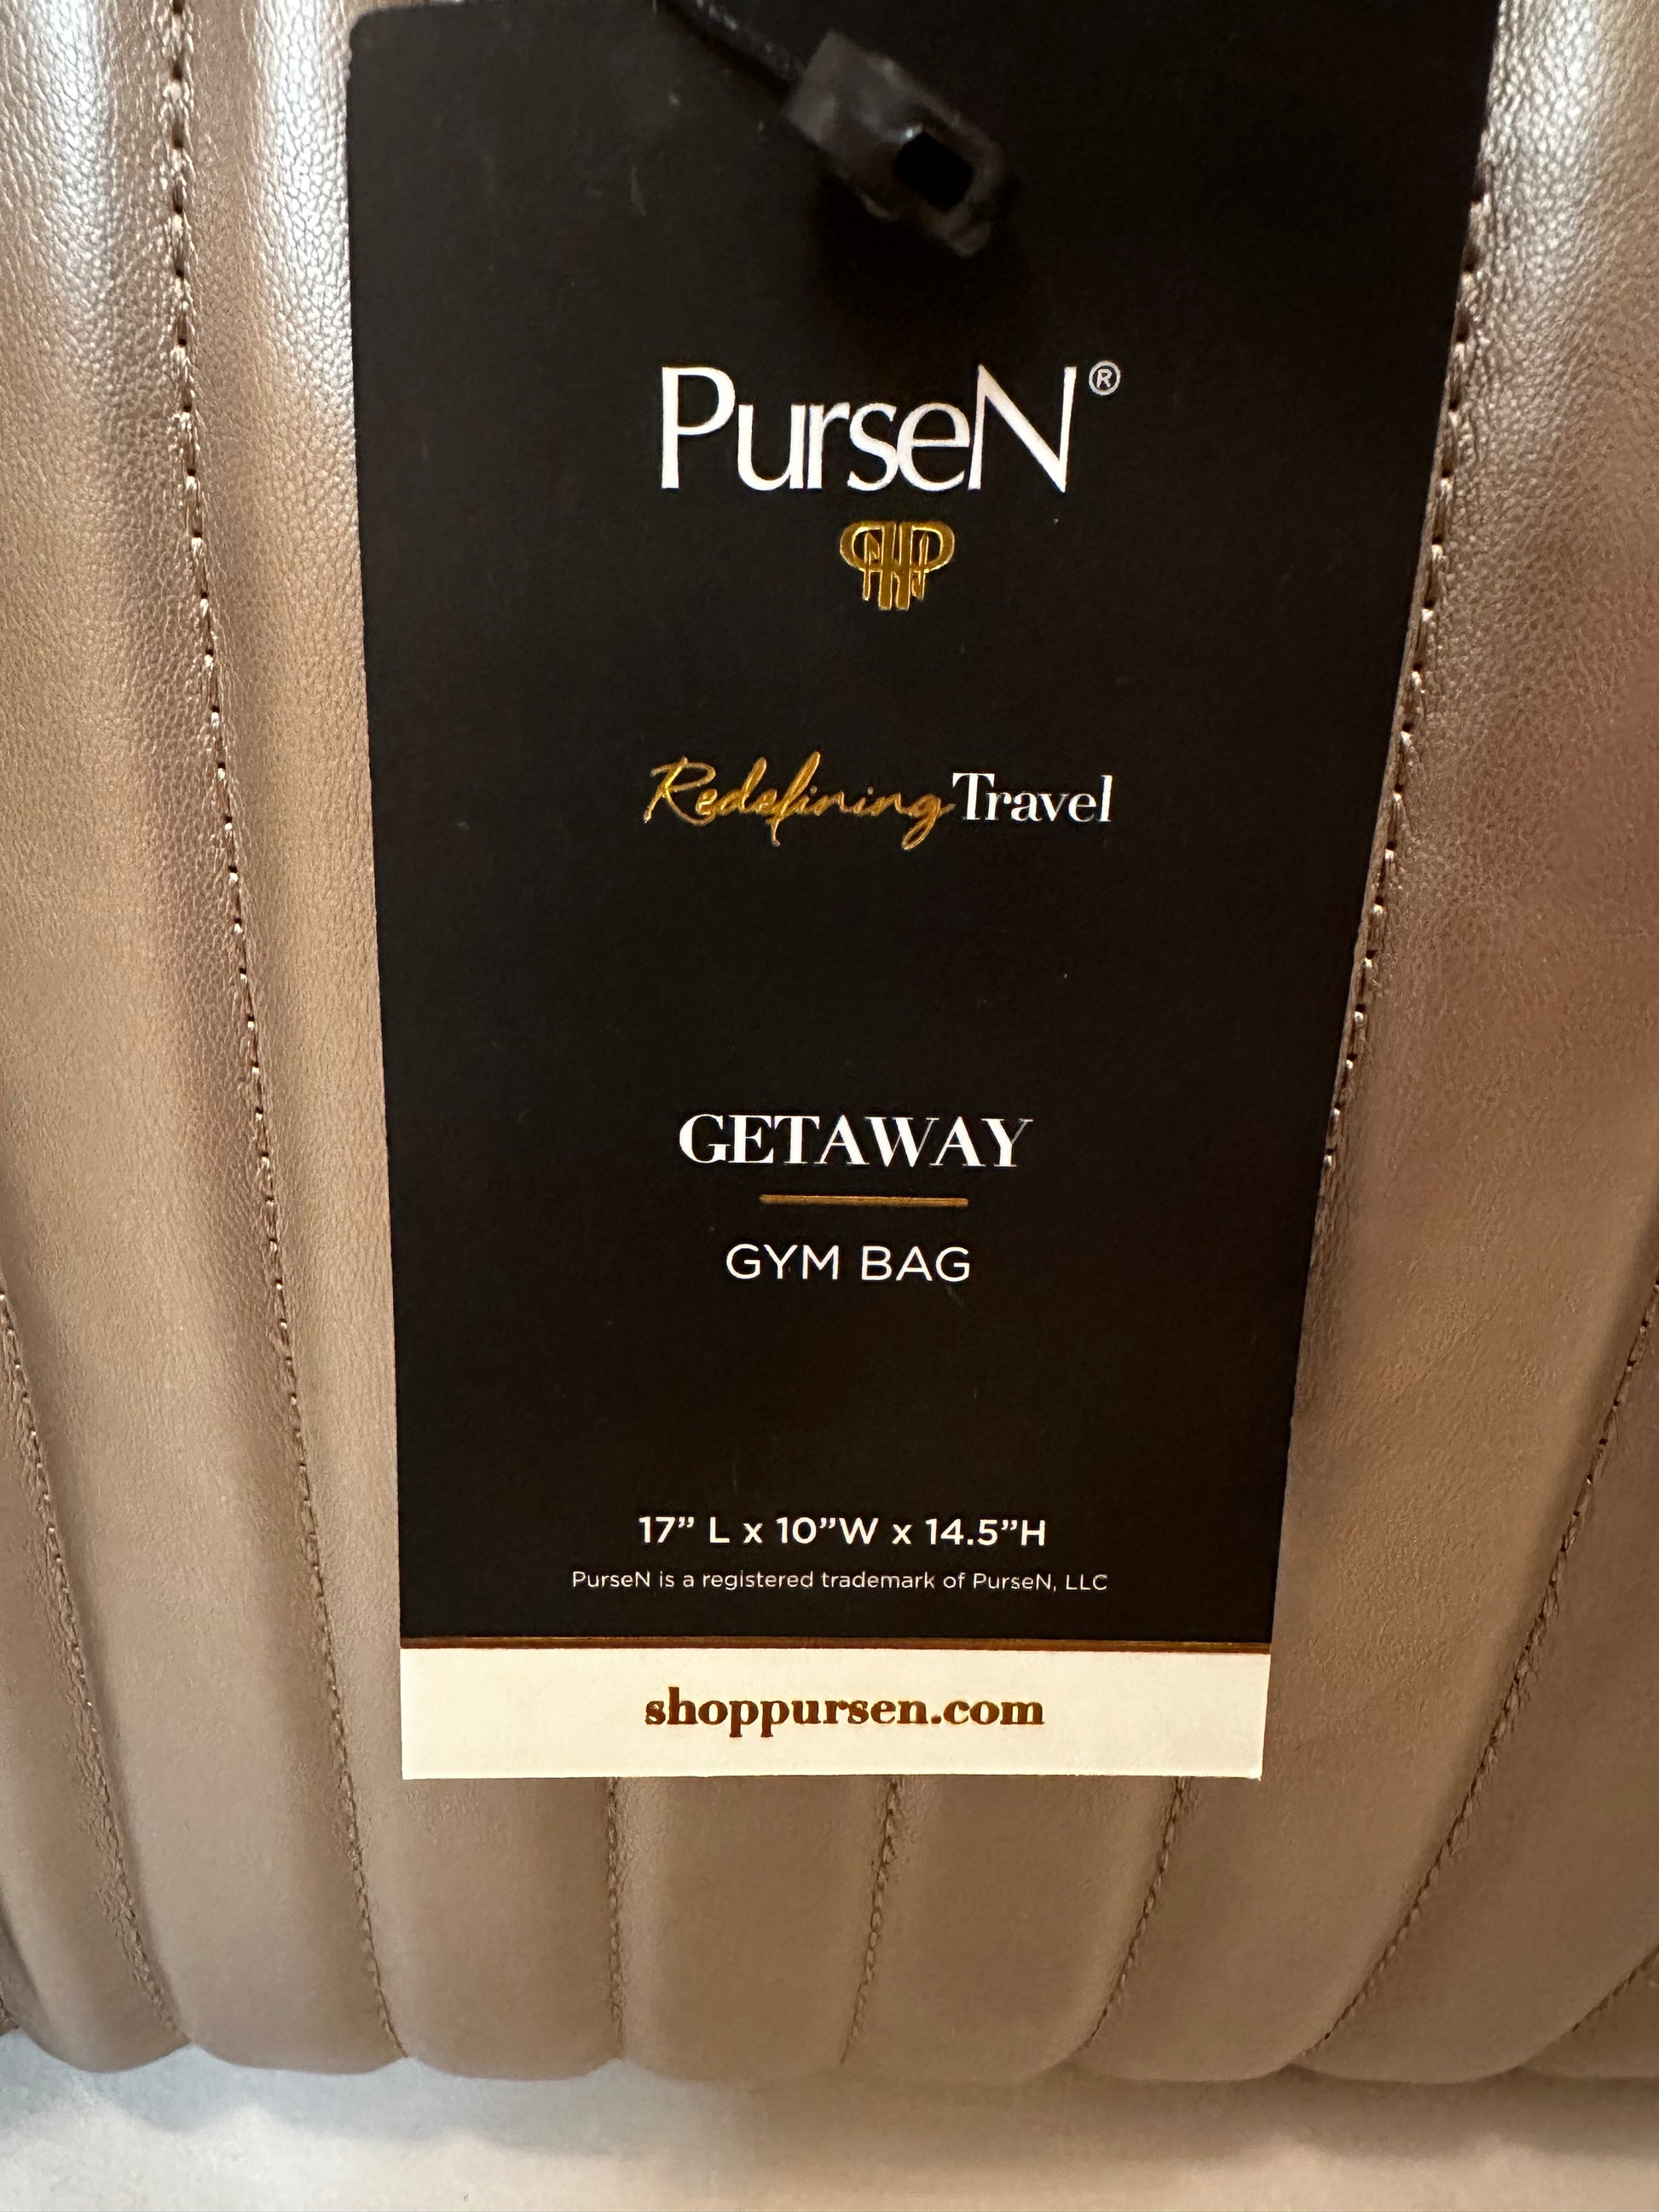 PurseN®
Redefining Travel
GETAWAY
GYM BAG
17” L x 10”W x 14.5”H
PurseN is a registered trademark of PurseN, LLC
shoppursen.com